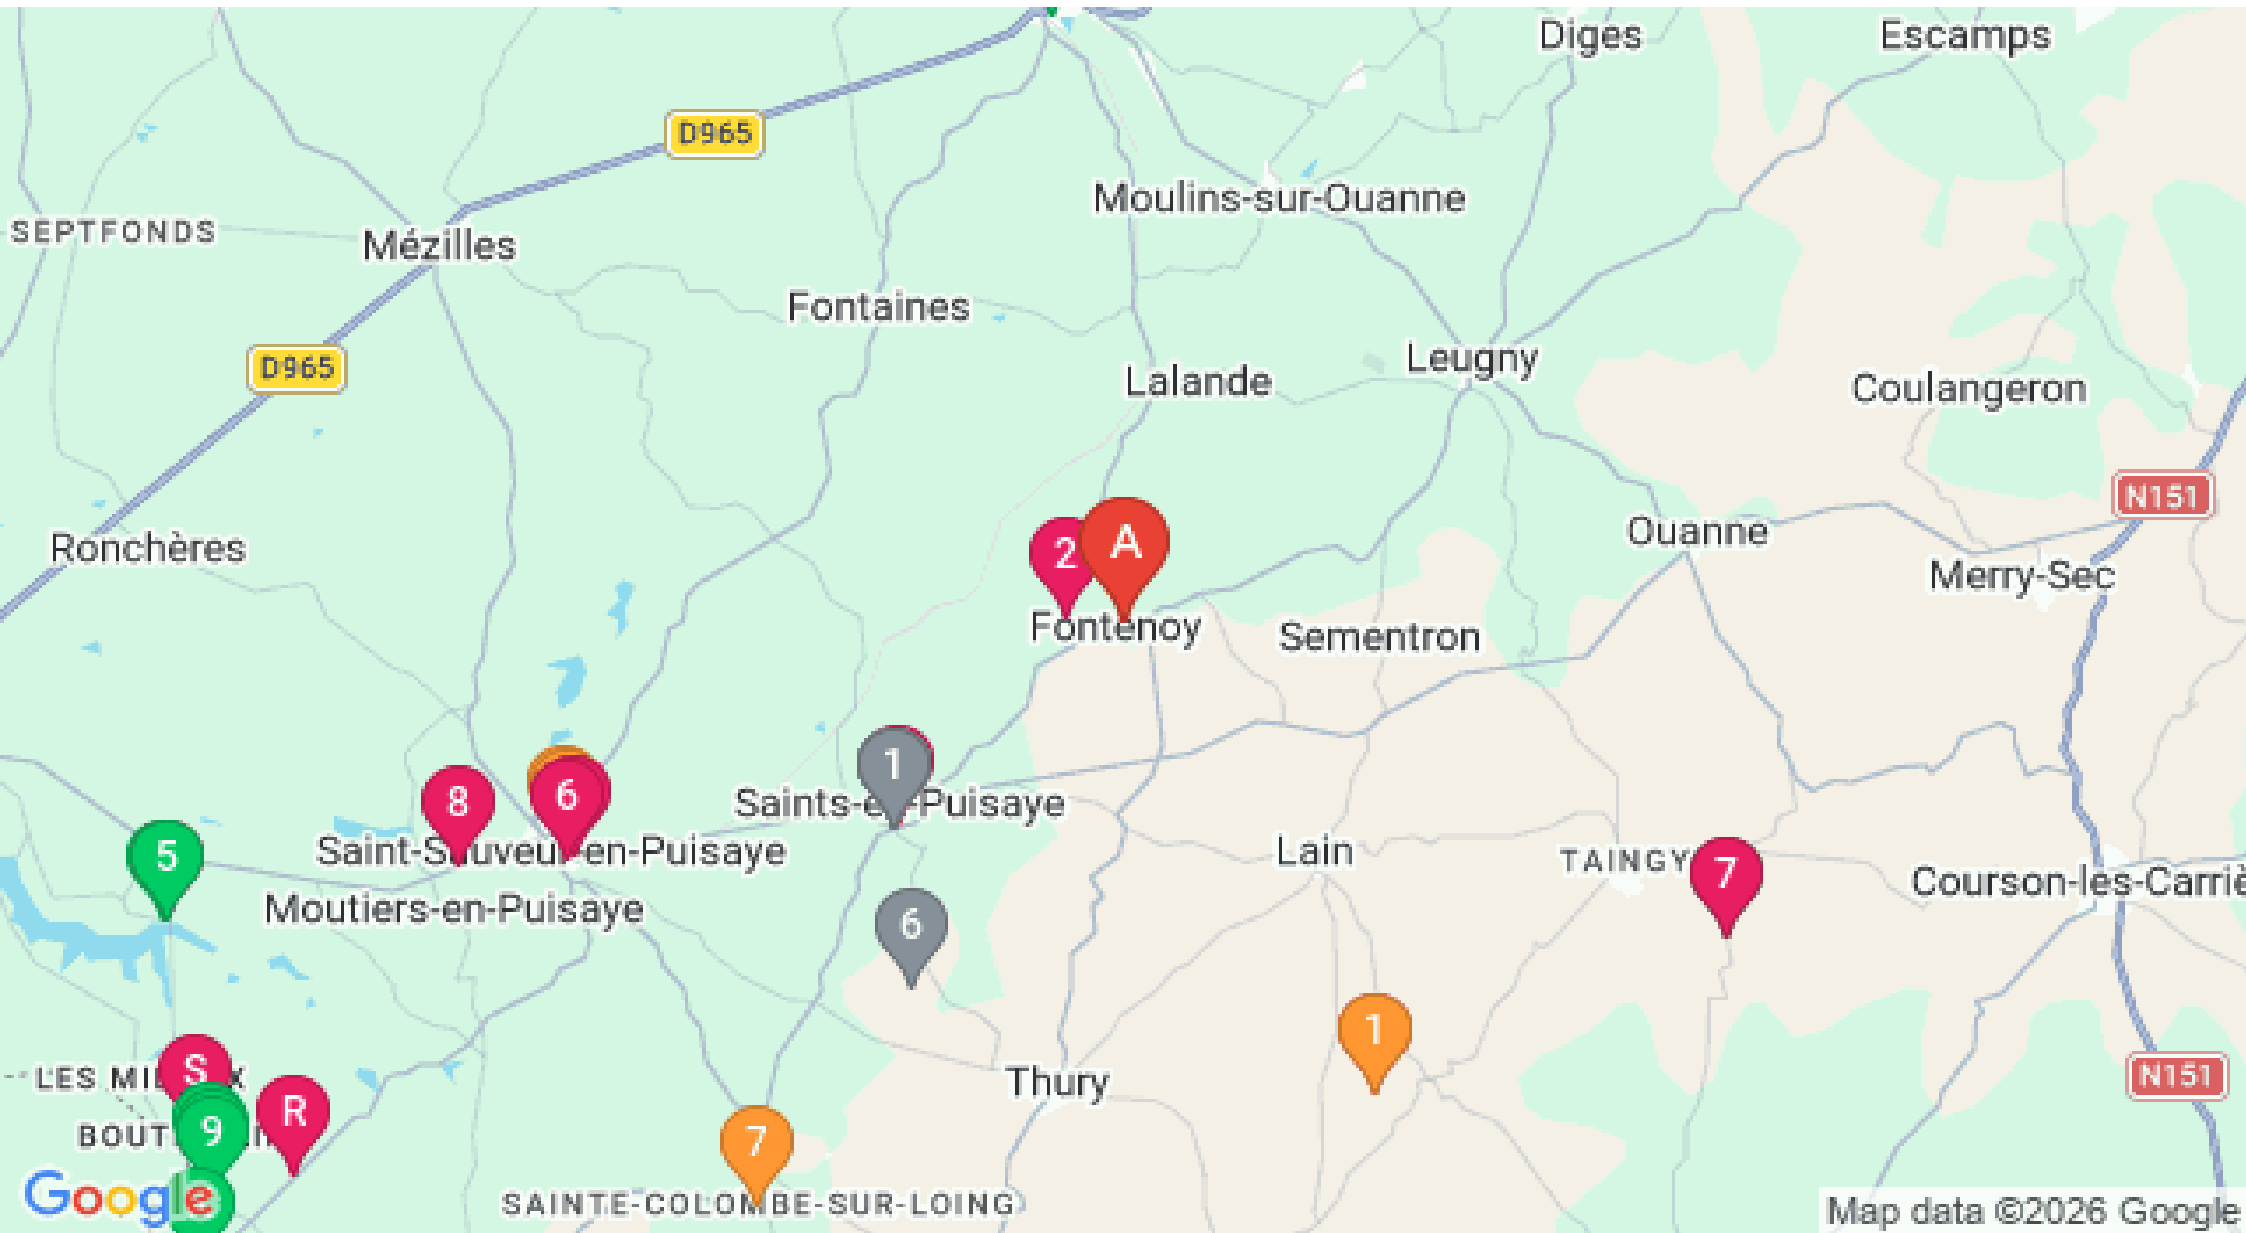 Diges
Escamps
D965
Moulins-sur-Ouanne
SEPTFONDS
Mézilles
Fontaines
D965
Leugny
Lalande
Coulangeron
N151
Ouanne
Ronchères
2
A
Merry-Sec
Fontenoy
Sementron
1
6
8
Saints-en-Puisaye
5
Saint-Sauveur-en-Puisaye
Lain
TAINGY
7
Courson-les-Carriè
Moutiers-en-Puisaye
6
1
S
LES MI
X
Thury
N151
R
9
BOUT
7
Google
SAINTE-COLOMBE-SUR-LOING
Map data ©2026 Google